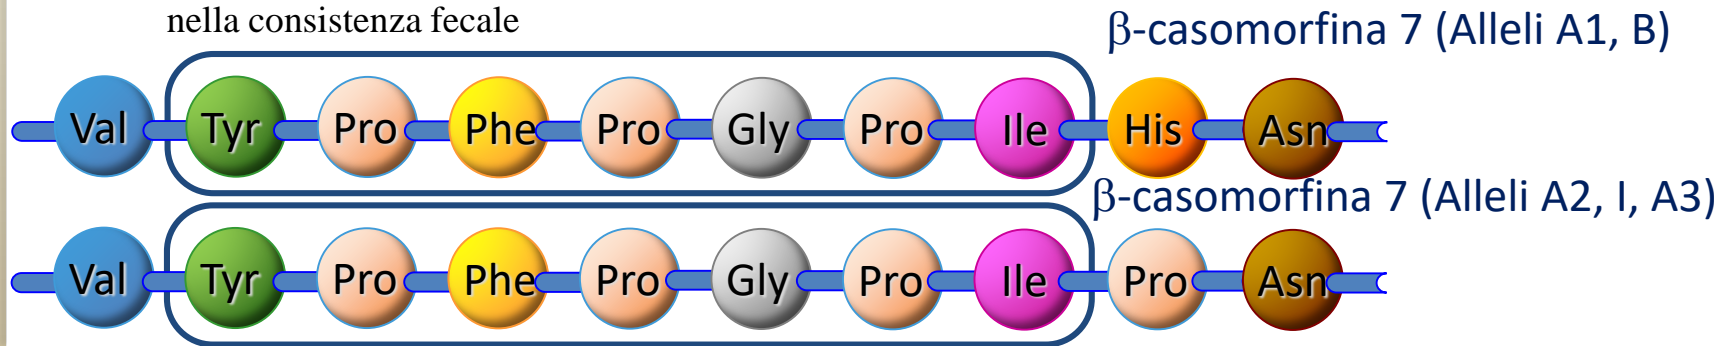 nella consistenza fecale
β-casomorfina 7 (Alleli A1, B)
Val Tyr Pro Phe Pro Gly Pro Ile His Asn
β-casomorfina 7 (Alleli A2, I, A3)
Val Tyr Pro Phe Pro Gly Pro Ile Pro Asn